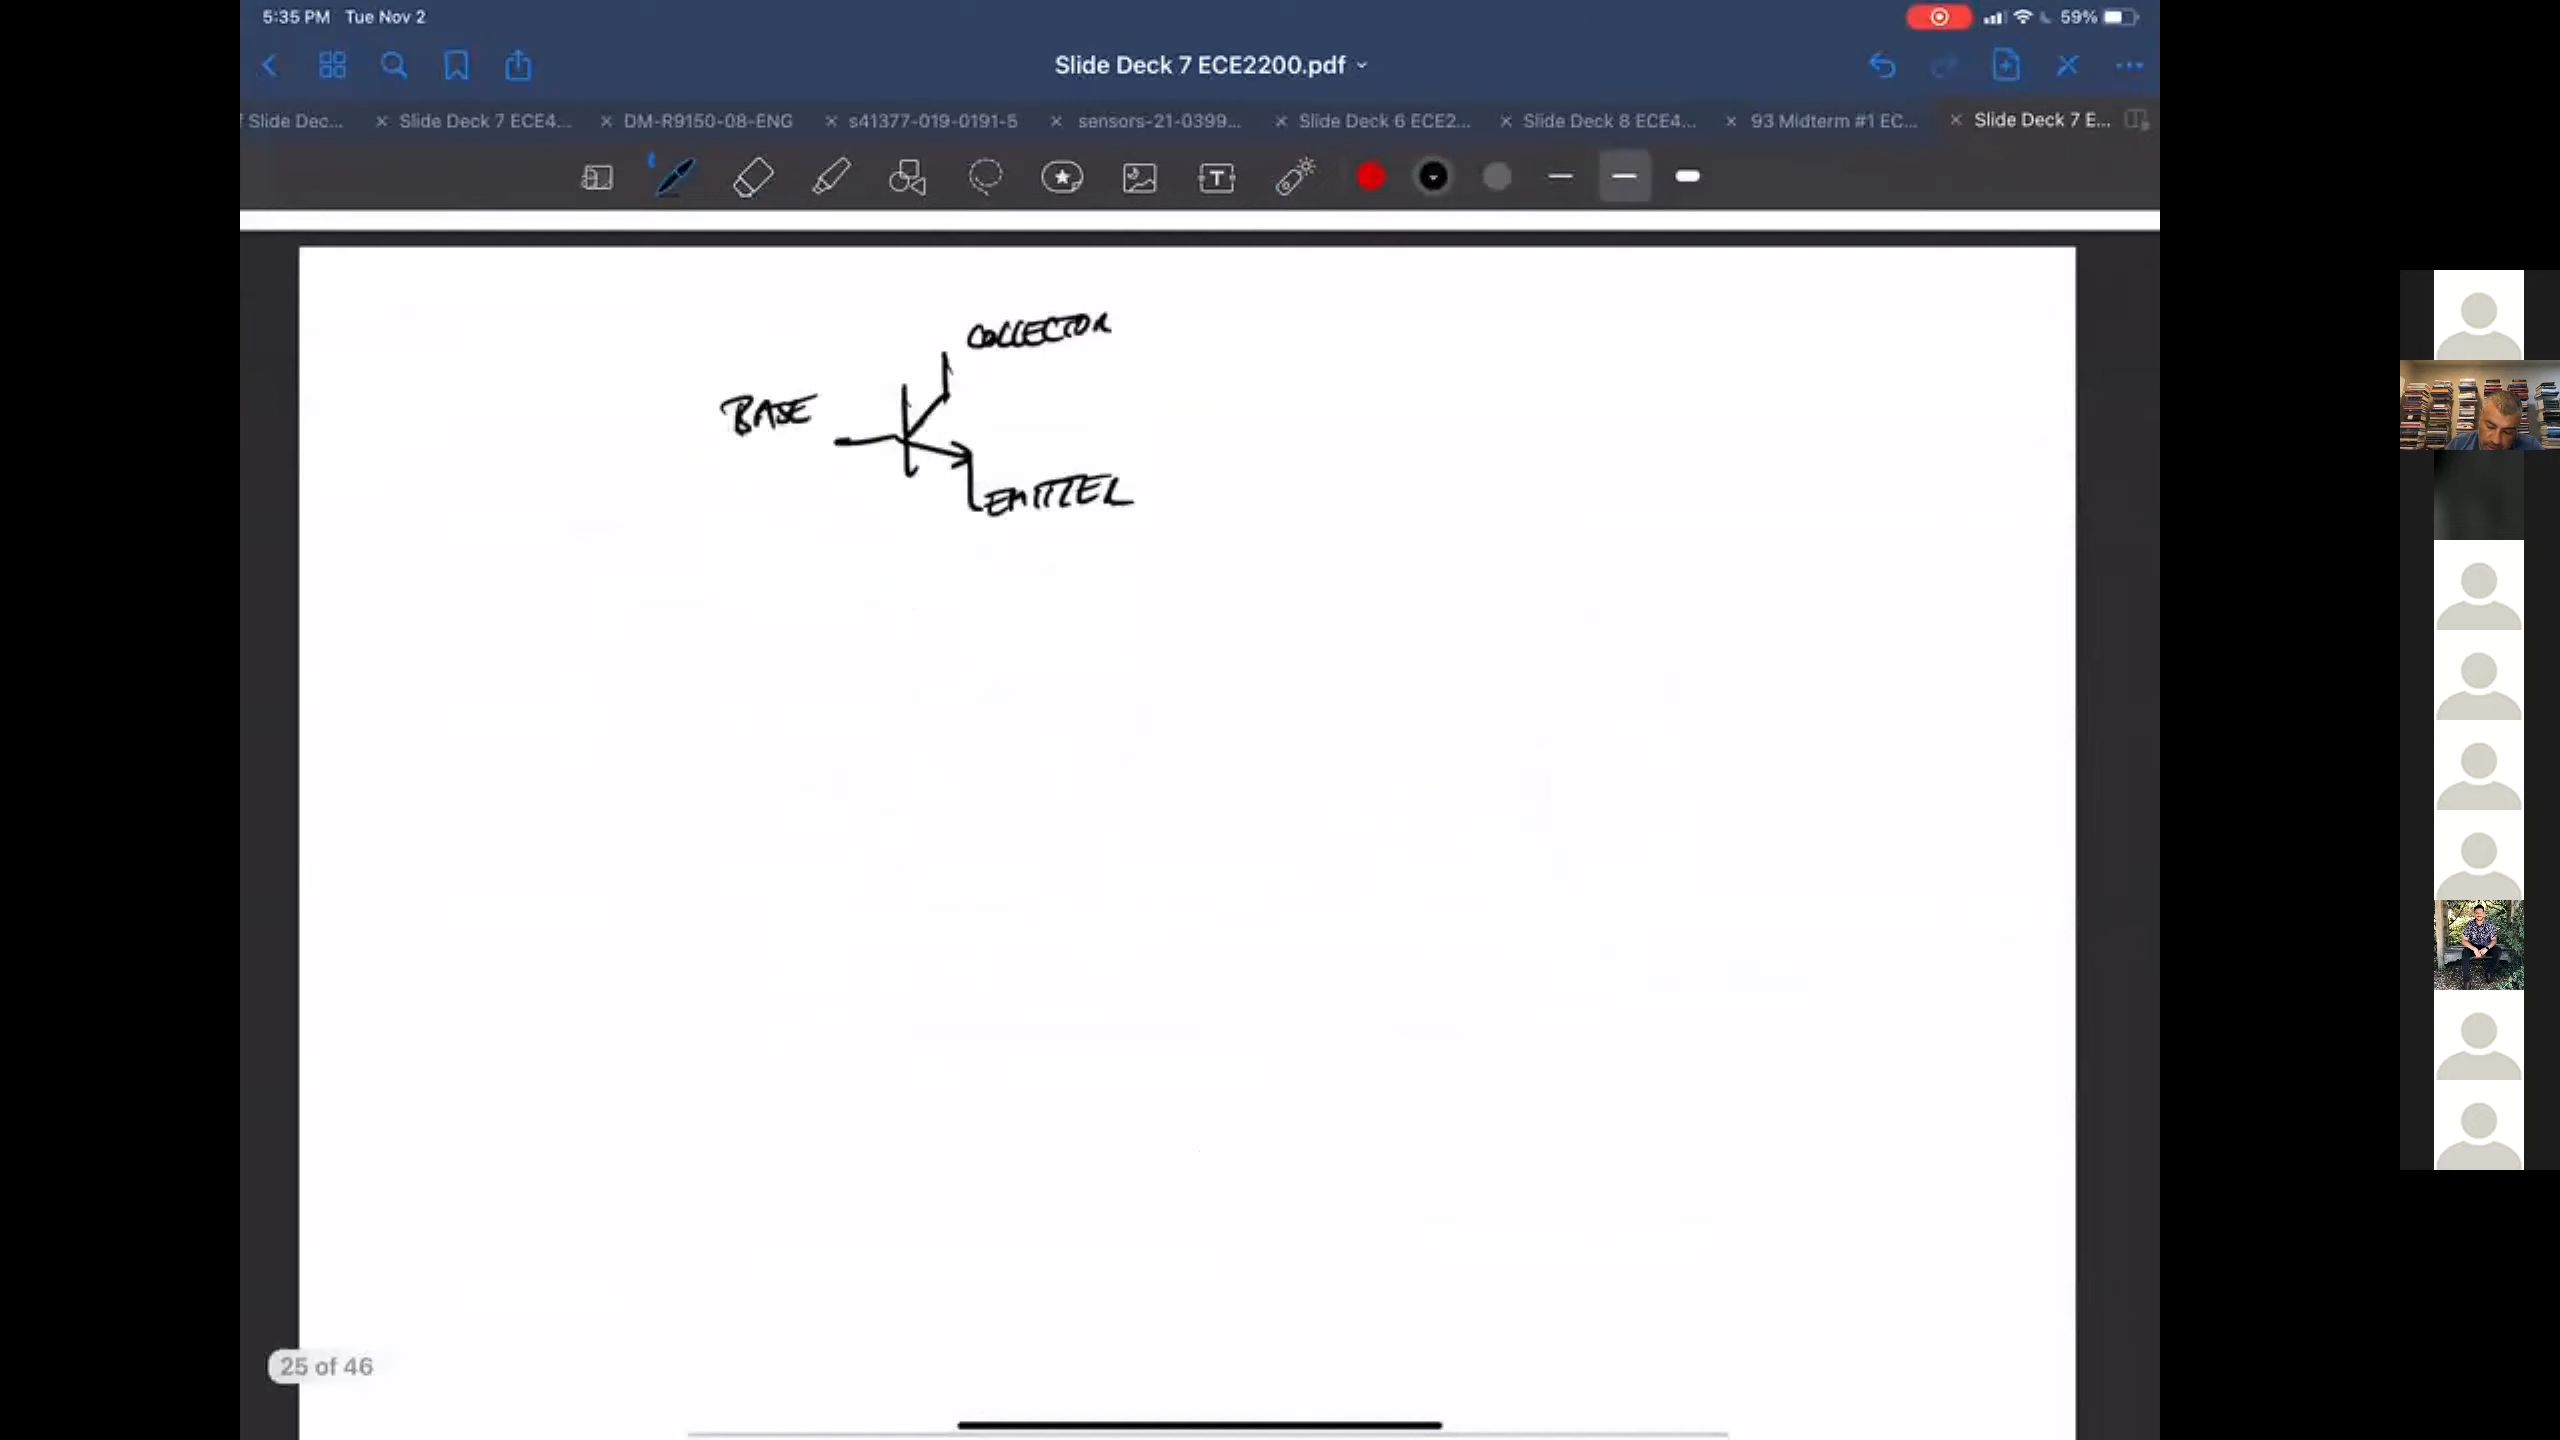 5:35 PM Tue Nov 2
59%
Slide Deck 7 ECE2200.pdf
Slide Dec...
Slide Deck 7 ECE4...
DM-R9150-08-ENG
s41377-019-0191-5
sensors-21-0399...
Slide Deck 6 ECE2...
Slide Deck 8 ECE4...
93 Midterm #1 EC...
Slide Deck 7 E...
COLLECTOR
BASE
EMITTER
25 of 46